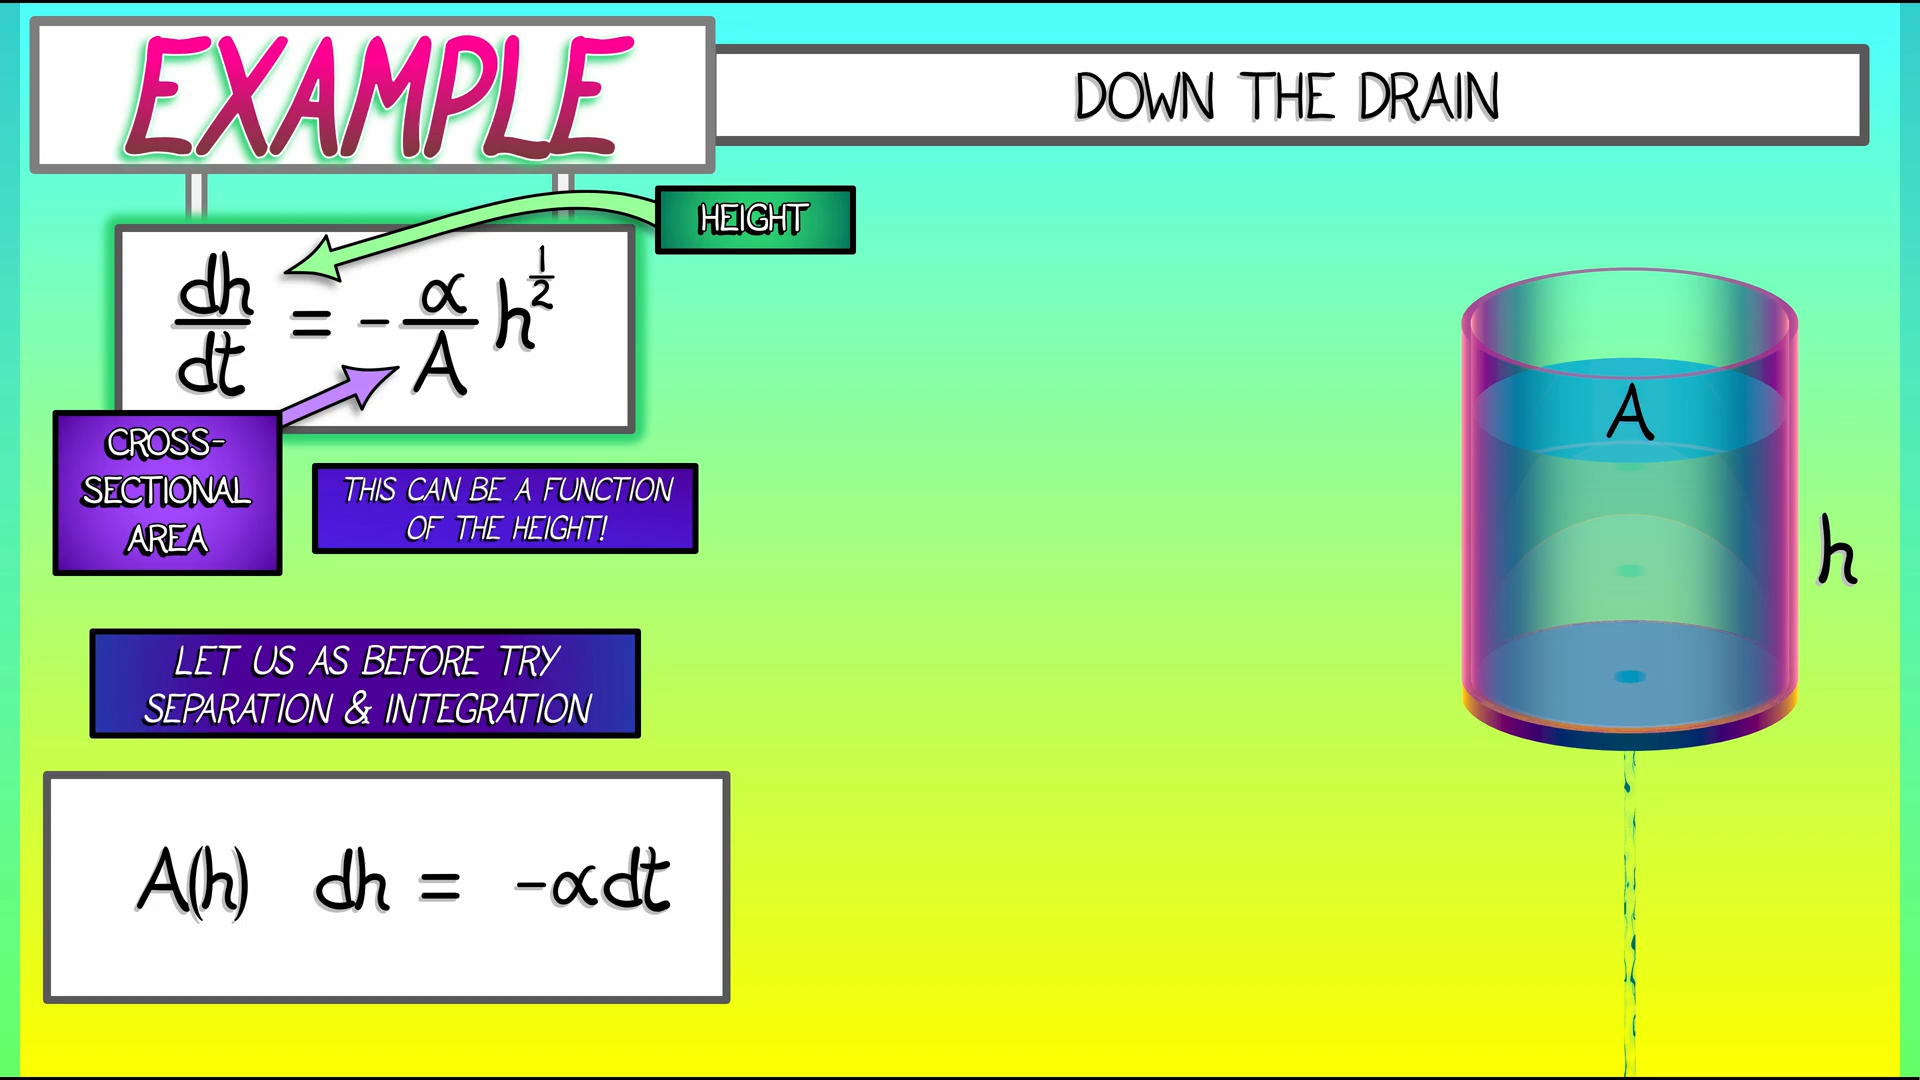 EXAMPLE
DOWN THE DRAIN
HEIGHT
dh/dt = -α/A h^1/2
CROSS-
SECTIONAL
AREA
THIS CAN BE A FUNCTION
OF THE HEIGHT!
LET US AS BEFORE TRY
SEPARATION & INTEGRATION
A(h) dh = -αdt
A
h